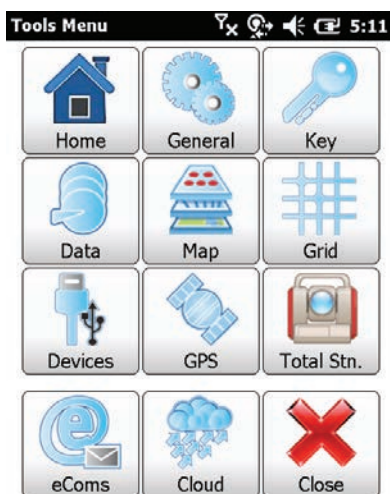 Tools Menu 5:11
Home General Key
Data Map Grid
Devices GPS Total Stn.
eComs Cloud Close